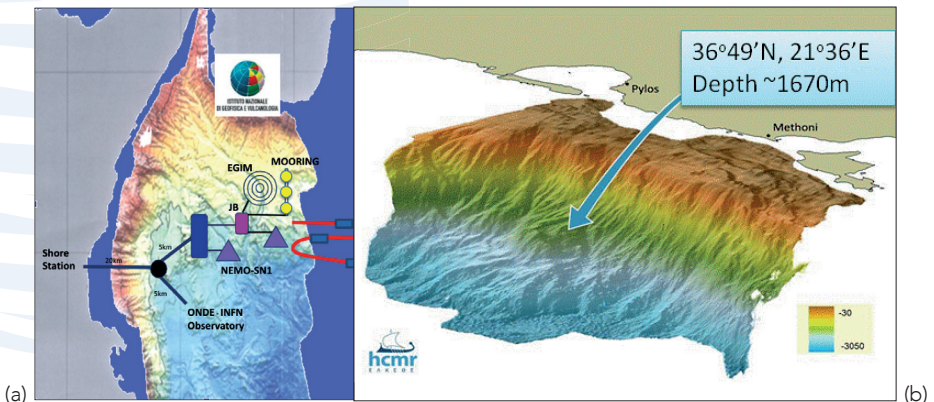 (a)
ISTITUTO NAZIONALE
DI GEOFISICA E VULCANOLOGIA
EGIM
MOORING
JB
Shore
Station
20km
5km
5km
NEMO-SN1
ONDE - INFN
Observatory
36°49'N, 21°36'E
Depth ~1670m
Pylos
Methoni
-30
-3050
hcmr
ΕΛΚΕΘΕ
(b)